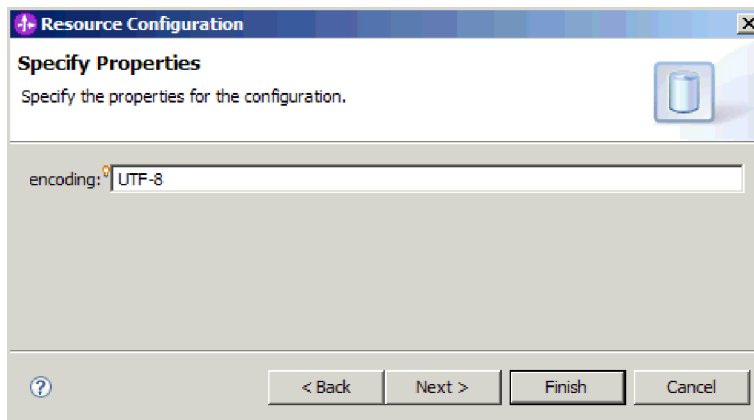 Resource Configuration
Specify Properties
Specify the properties for the configuration.
encoding: UTF-8
< Back Next > Finish Cancel